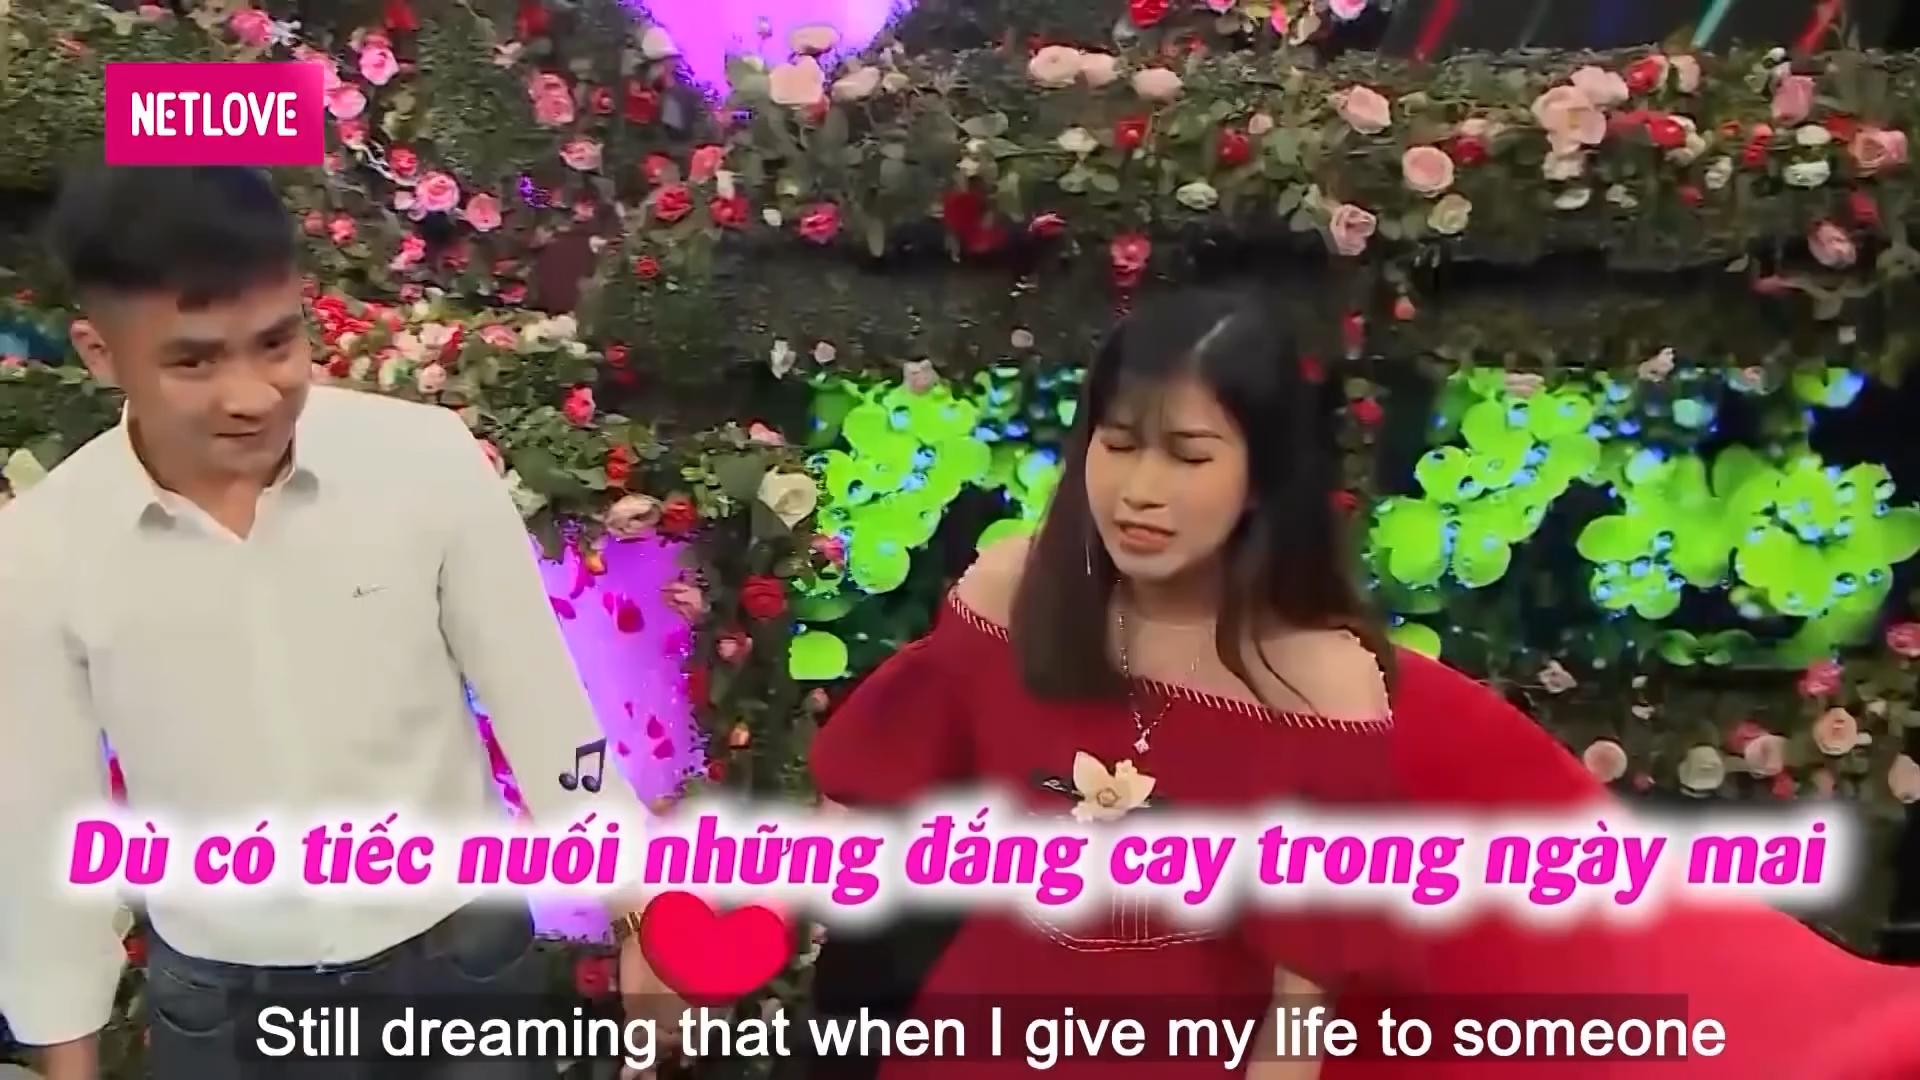 NETLOVE
Dù có tiếc nuối những đắng cay trong ngày mai
Still dreaming that when I give my life to someone